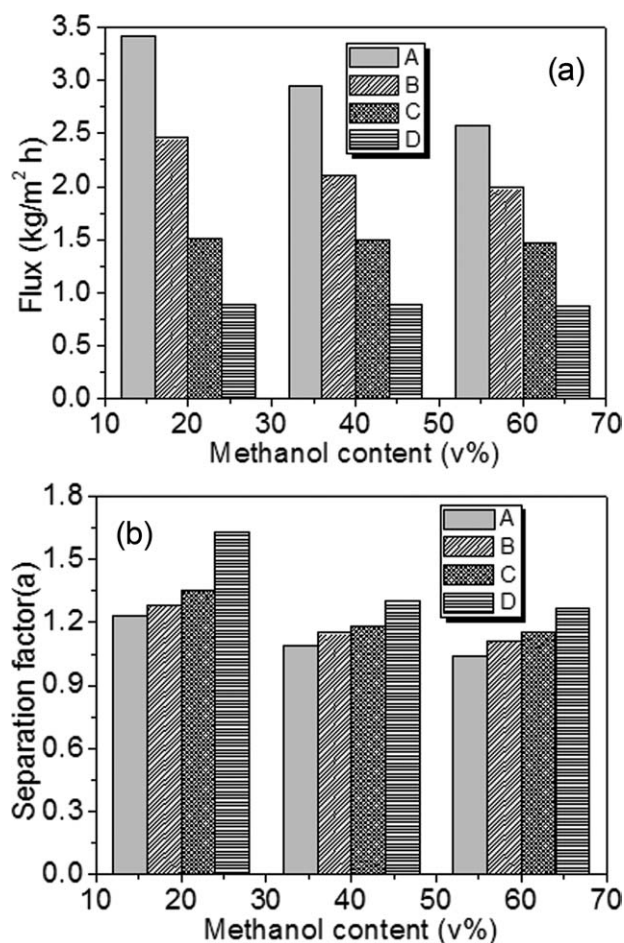 3.5
3.0
2.5
2.0
1.5
1.0
0.5
0.0
Flux (kg/m² h)
A
B
C
D
(a)
10 20 30 40 50 60 70
Methanol content (v%)
1.8
1.5
1.2
0.9
0.6
0.3
0.0
Separation factor(a)
(b)
A
B
C
D
10 20 30 40 50 60 70
Methanol content (v%)